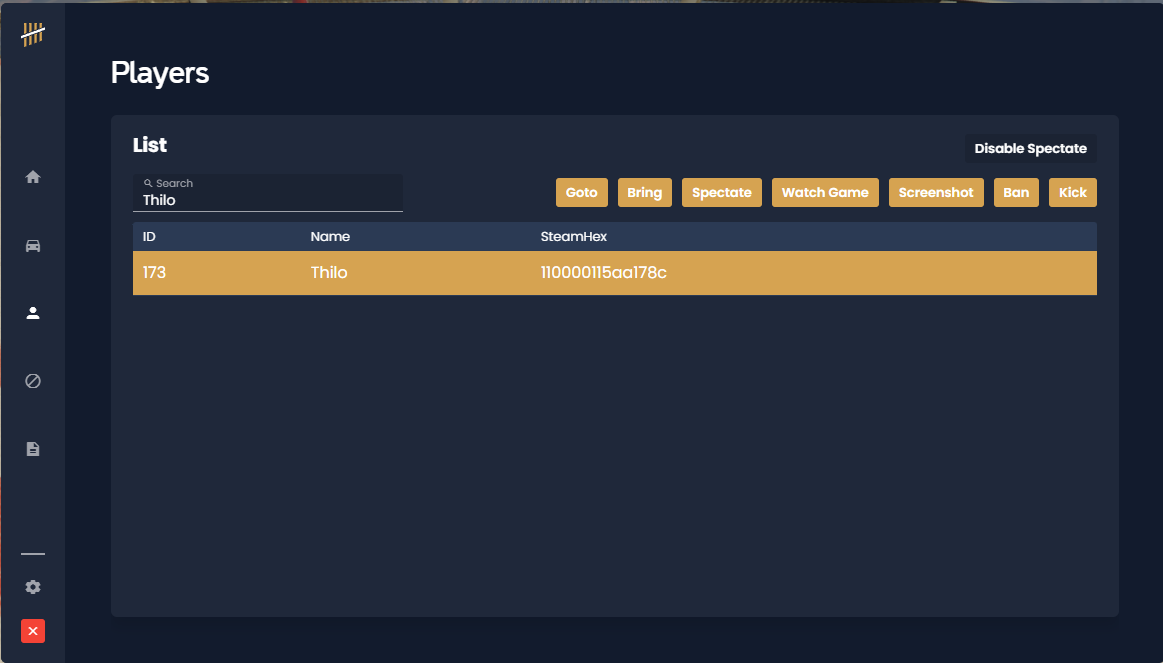 Players
List
Disable Spectate
Search
Thilo
Goto Bring Spectate Watch Game Screenshot Ban Kick
ID Name SteamHex
173 Thilo 110000115aa178c